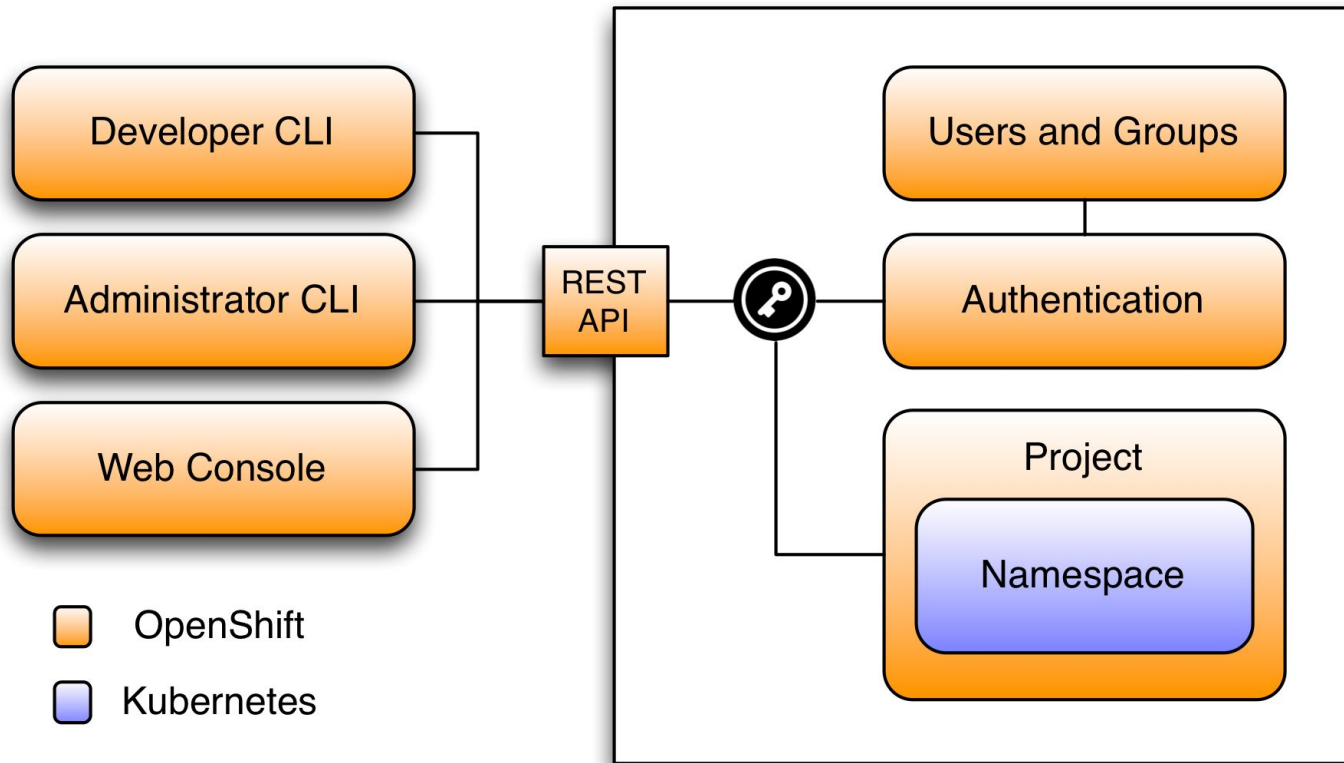 Developer CLI
Administrator CLI
Web Console
OpenShift
Kubernetes
REST
API
Users and Groups
Authentication
Project
Namespace